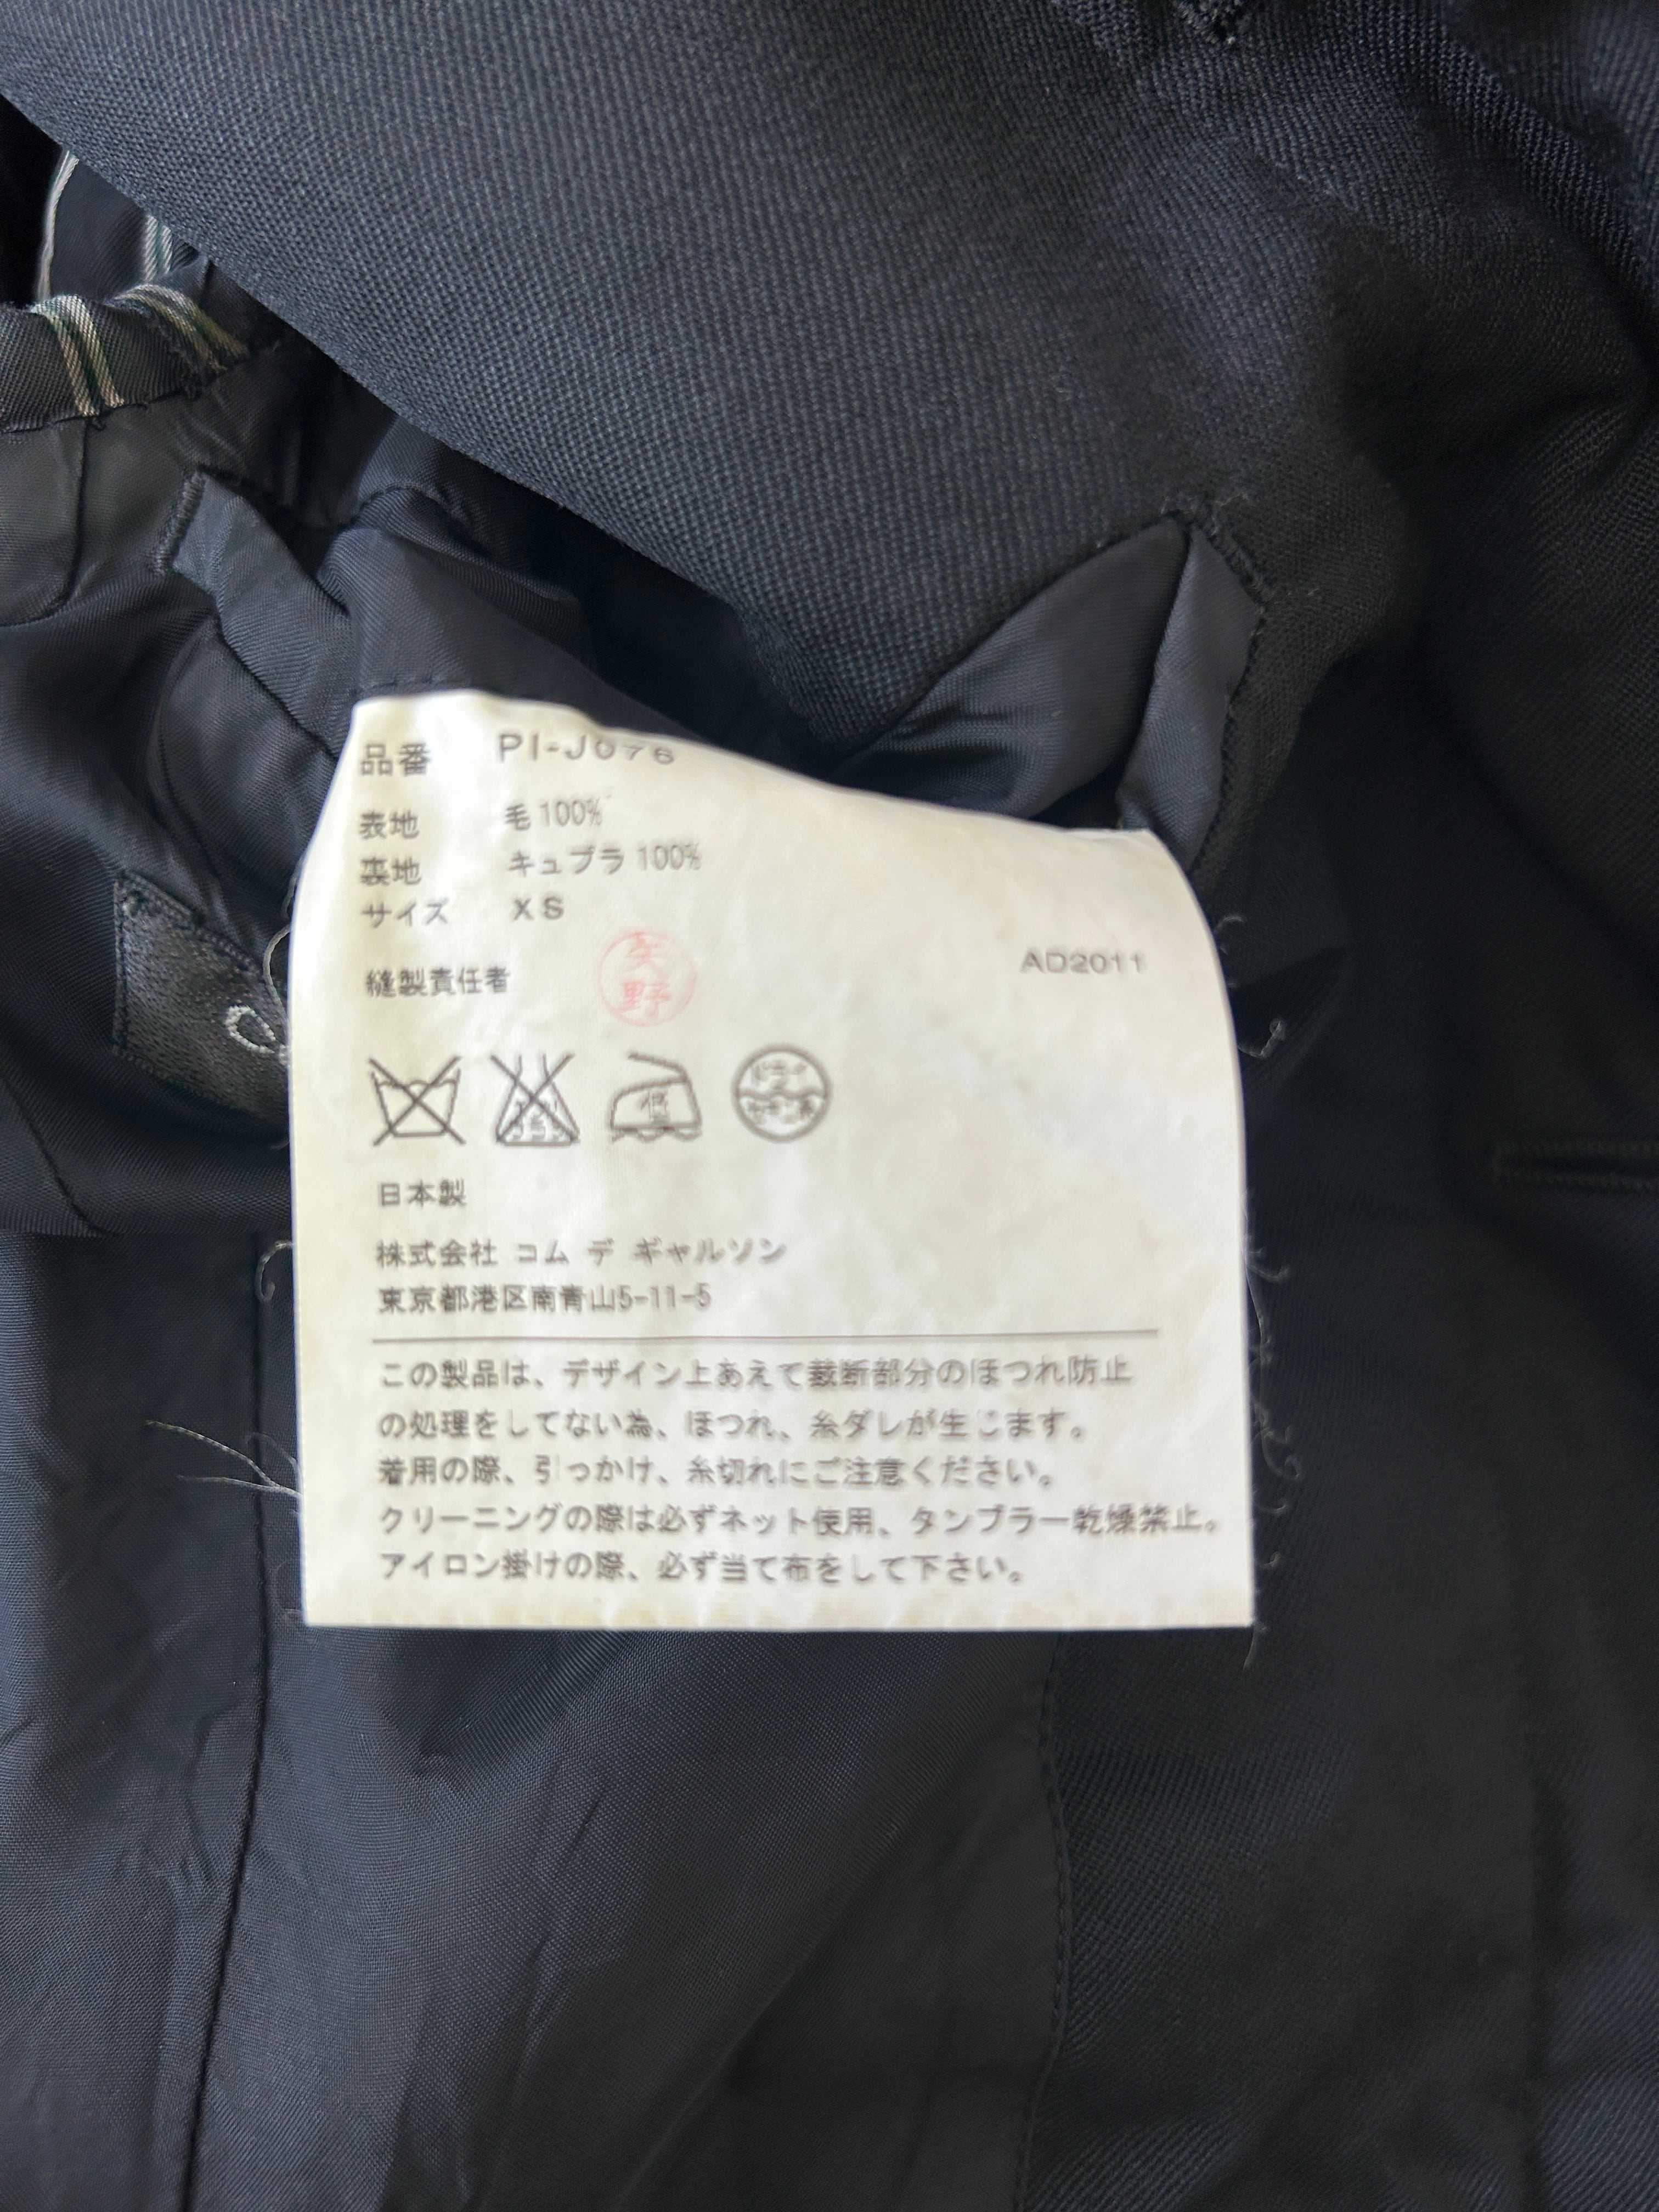 品番 PI-J076
表地 毛100%
裏地 キュプラ100%
サイズ XS
縫製責任者 矢野
AD2011
低
日本製
株式会社 コム デ ギャルソン
東京都港区南青山5-11-5
この製品は、デザイン上あえて裁断部分のほつれ防止
の処理をしてない為、ほつれ、糸ダレが生じます。
着用の際、引っかけ、糸切れにご注意ください。
クリーニングの際は必ずネット使用、タンブラー乾燥禁止。
アイロン掛けの際、必ず当て布をして下さい。